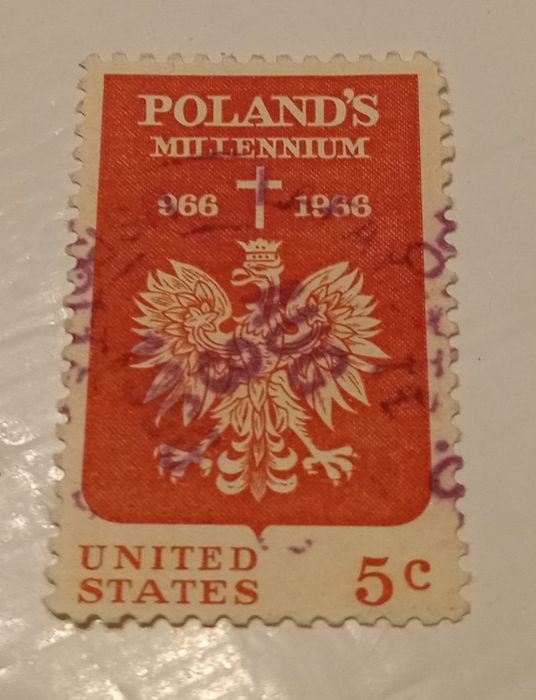 POLAND'S
MILLENNIUM
966 1966
UNITED
STATES
5c